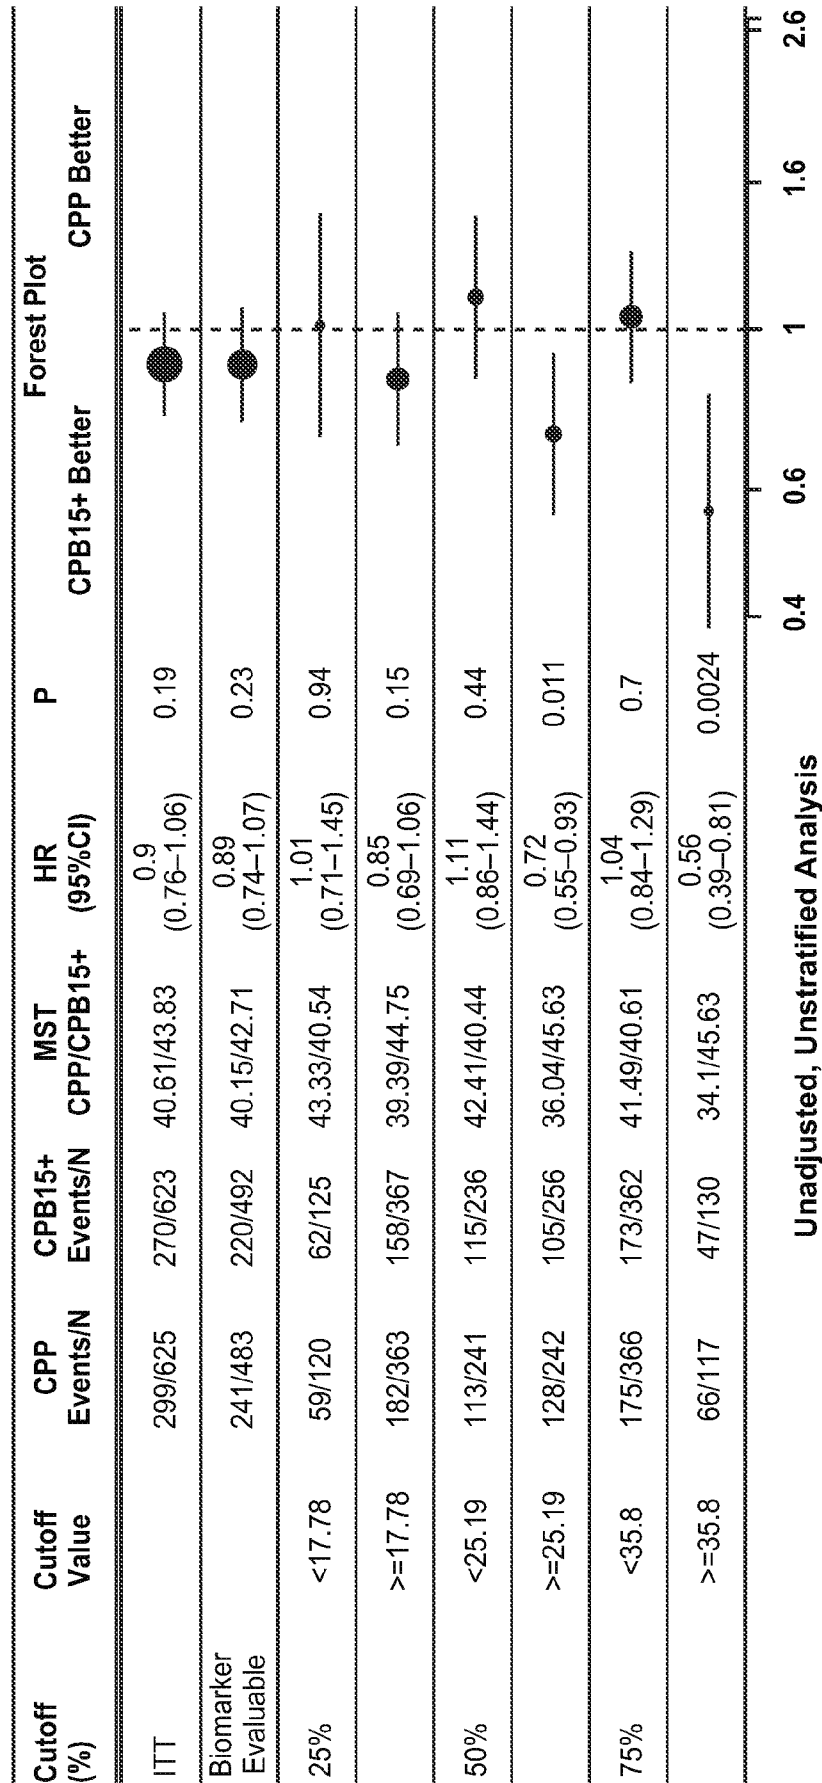 Forest Plot
Cutoff (%) Cutoff Value CPP Events/N CPB15+ Events/N MST CPP/CPB15+ HR (95%CI) P CPB15+ Better CPP Better
ITT 299/625 270/623 40.61/43.83 0.9 (0.76–1.06) 0.19
Biomarker Evaluable 241/483 220/492 40.15/42.71 0.89 (0.74–1.07) 0.23
25% <17.78 59/120 62/125 43.33/40.54 1.01 (0.71–1.45) 0.94
>=17.78 182/363 158/367 39.39/44.75 0.85 (0.69–1.06) 0.15
50% <25.19 113/241 115/236 42.41/40.44 1.11 (0.86–1.44) 0.44
>=25.19 128/242 105/256 36.04/45.63 0.72 (0.55–0.93) 0.011
75% <35.8 175/366 173/362 41.49/40.61 1.04 (0.84–1.29) 0.7
>=35.8 66/117 47/130 34.1/45.63 0.56 (0.39–0.81) 0.0024
0.4 0.6 1 1.6 2.6
Unadjusted, Unstratified Analysis